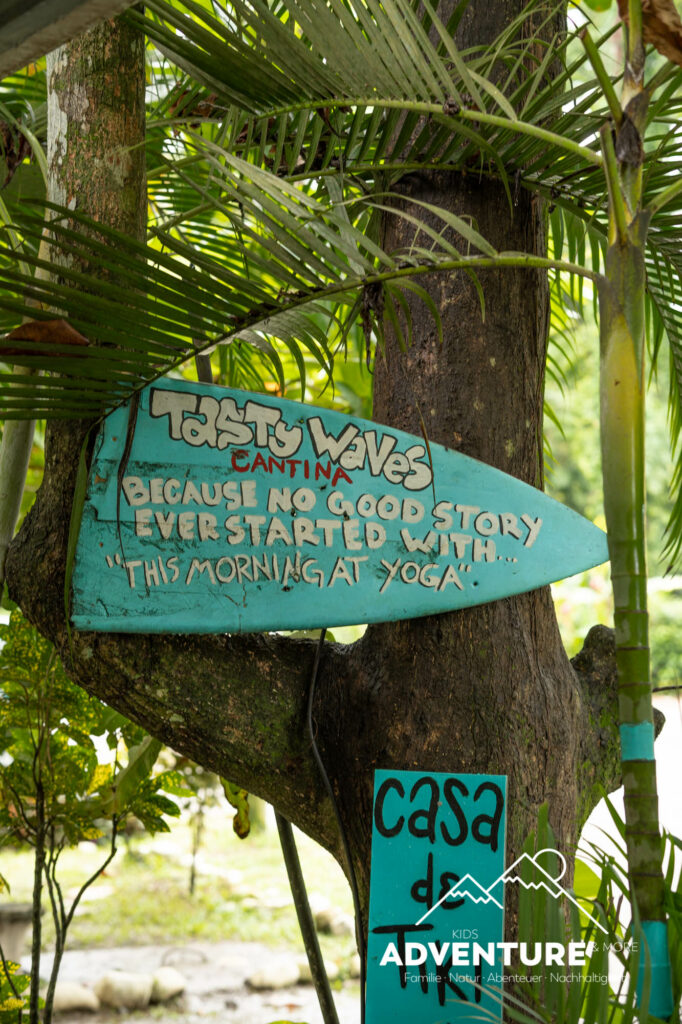 Tasty Waves
CANTINA
BECAUSE NO GOOD STORY
EVER STARTED WITH...
"THIS MORNING AT YOGA"
CASA
de
TIKI
KIDS
ADVENTURE & MORE
Familie · Natur · Abenteuer · Nachhaltigkeit